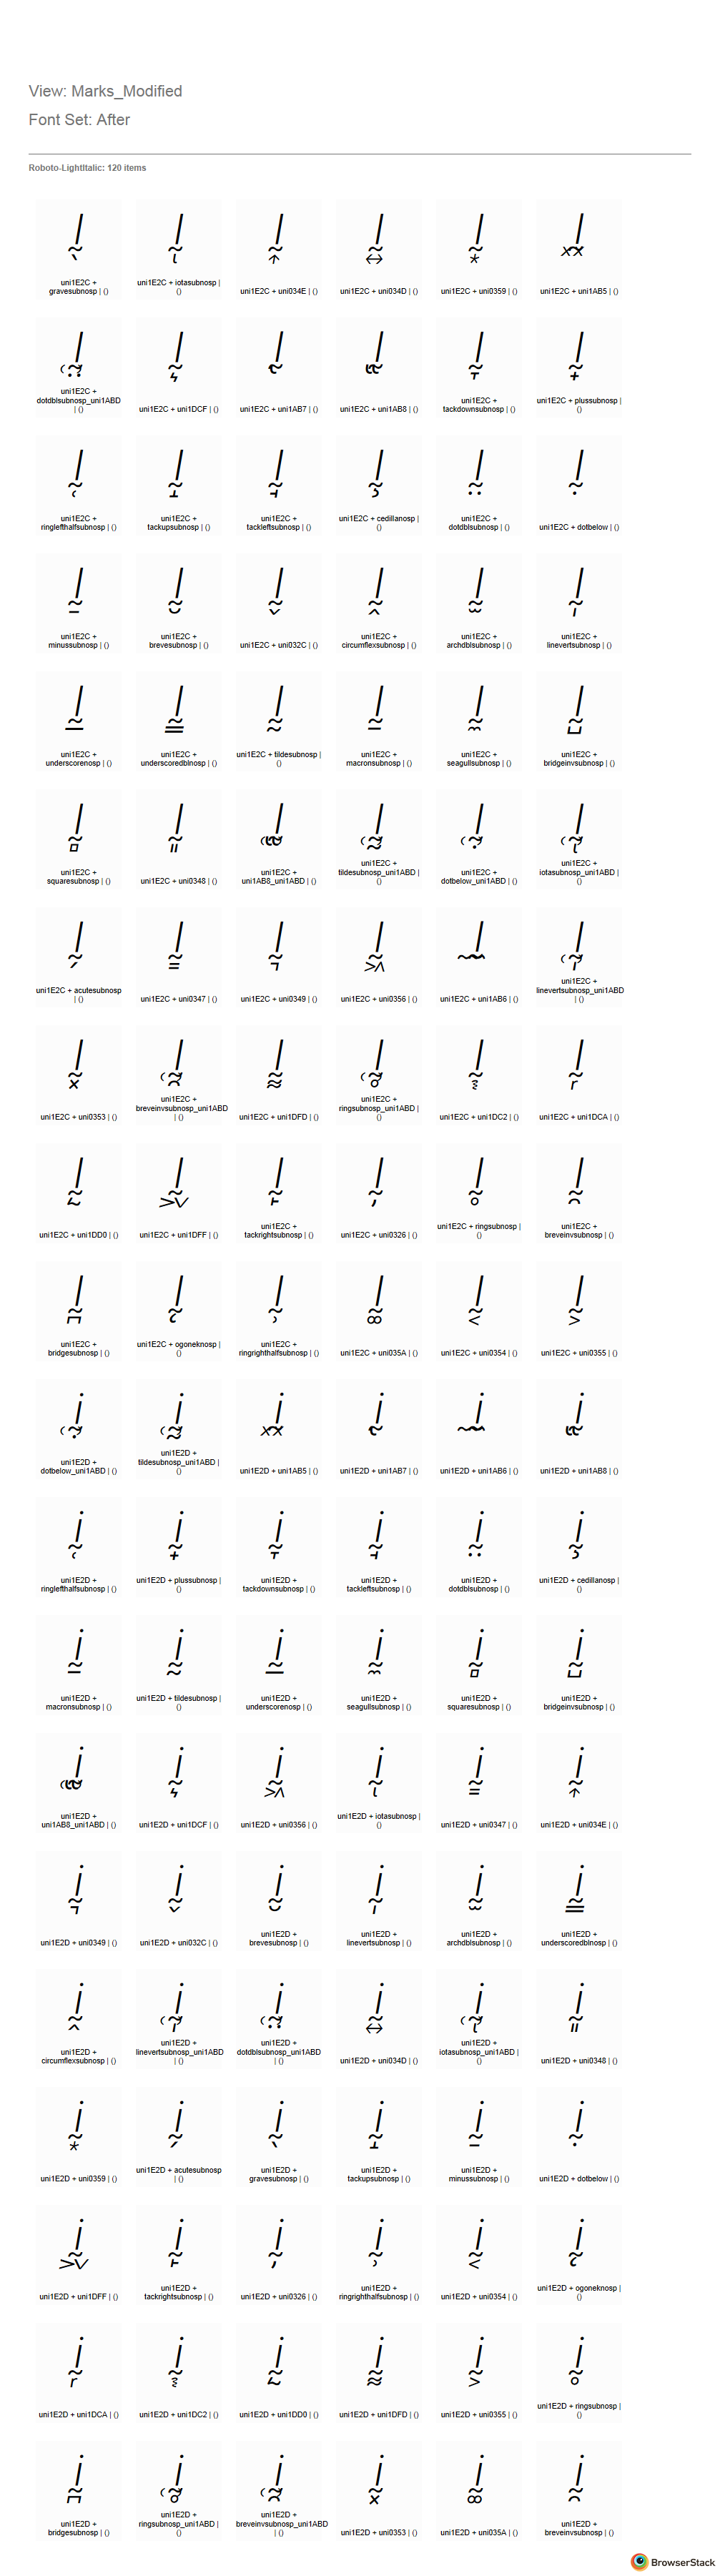 View: Marks_Modified
Font Set: After
Roboto-LightItalic: 120 items
uni1E2C +
gravesubnosp | ()
uni1E2C + iotasubnosp |
()
uni1E2C + uni034E | ()
uni1E2C + uni034D | ()
uni1E2C + uni0359 | ()
uni1E2C + uni1AB5 | ()
uni1E2C +
dotdblsubnosp_uni1ABD
| ()
uni1E2C + uni1DCF | ()
uni1E2C + uni1AB7 | ()
uni1E2C + uni1AB8 | ()
uni1E2C +
tackdownsubnosp | ()
uni1E2C + plussubnosp |
()
uni1E2C +
ringlefthalfsubnosp | ()
uni1E2C +
tackupsubnosp | ()
uni1E2C +
tackleftsubnosp | ()
uni1E2C + cedillanosp |
()
uni1E2C +
dotdblsubnosp | ()
uni1E2C + dotbelow | ()
uni1E2C +
minussubnosp | ()
uni1E2C +
brevesubnosp | ()
uni1E2C + uni032C | ()
uni1E2C +
circumflexsubnosp | ()
uni1E2C +
archdblsubnosp | ()
uni1E2C +
linevertsubnosp | ()
uni1E2C +
underscorenosp | ()
uni1E2C +
underscoredblnosp | ()
uni1E2C + tildesubnosp |
()
uni1E2C +
macronsubnosp | ()
uni1E2C +
seagullsubnosp | ()
uni1E2C +
bridgeinvsubnosp | ()
uni1E2C +
squaresubnosp | ()
uni1E2C + uni0348 | ()
uni1E2C +
uni1AB8_uni1ABD | ()
uni1E2C +
tildesubnosp_uni1ABD |
()
uni1E2C +
dotbelow_uni1ABD | ()
uni1E2C +
iotasubnosp_uni1ABD |
()
uni1E2C + acutesubnosp
| ()
uni1E2C + uni0347 | ()
uni1E2C + uni0349 | ()
uni1E2C + uni0356 | ()
uni1E2C + uni1AB6 | ()
uni1E2C +
linevertsubnosp_uni1ABD
| ()
uni1E2C + uni0353 | ()
uni1E2C +
breveinvsubnosp_uni1ABD
| ()
uni1E2C + uni1DFD | ()
uni1E2C +
ringsubnosp_uni1ABD |
()
uni1E2C + uni1DC2 | ()
uni1E2C + uni1DCA | ()
uni1E2C + uni1DD0 | ()
uni1E2C + uni1DFF | ()
uni1E2C +
tackrightsubnosp | ()
uni1E2C + uni0326 | ()
uni1E2C + ringsubnosp |
()
uni1E2C +
breveinvsubnosp | ()
uni1E2C +
bridgesubnosp | ()
uni1E2C + ogoneknosp |
()
uni1E2C +
ringrighthalfsubnosp | ()
uni1E2C + uni035A | ()
uni1E2C + uni0354 | ()
uni1E2C + uni0355 | ()
uni1E2D +
dotbelow_uni1ABD | ()
uni1E2D +
tildesubnosp_uni1ABD |
()
uni1E2D + uni1AB5 | ()
uni1E2D + uni1AB7 | ()
uni1E2D + uni1AB6 | ()
uni1E2D + uni1AB8 | ()
uni1E2D +
ringlefthalfsubnosp | ()
uni1E2D + plussubnosp |
()
uni1E2D +
tackdownsubnosp | ()
uni1E2D +
tackleftsubnosp | ()
uni1E2D +
dotdblsubnosp | ()
uni1E2D + cedillanosp |
()
uni1E2D +
macronsubnosp | ()
uni1E2D + tildesubnosp |
()
uni1E2D +
underscorenosp | ()
uni1E2D +
seagullsubnosp | ()
uni1E2D +
squaresubnosp | ()
uni1E2D +
bridgeinvsubnosp | ()
uni1E2D +
uni1AB8_uni1ABD | ()
uni1E2D + uni1DCF | ()
uni1E2D + uni0356 | ()
uni1E2D + iotasubnosp |
()
uni1E2D + uni0347 | ()
uni1E2D + uni034E | ()
uni1E2D + uni0349 | ()
uni1E2D + uni032C | ()
uni1E2D +
brevesubnosp | ()
uni1E2D +
linevertsubnosp | ()
uni1E2D +
archdblsubnosp | ()
uni1E2D +
underscoredblnosp | ()
uni1E2D +
circumflexsubnosp | ()
uni1E2D +
linevertsubnosp_uni1ABD
| ()
uni1E2D +
dotdblsubnosp_uni1ABD
| ()
uni1E2D + uni034D | ()
uni1E2D +
iotasubnosp_uni1ABD |
()
uni1E2D + uni0348 | ()
uni1E2D + uni0359 | ()
uni1E2D + acutesubnosp
| ()
uni1E2D +
gravesubnosp | ()
uni1E2D +
tackupsubnosp | ()
uni1E2D +
minussubnosp | ()
uni1E2D + dotbelow | ()
uni1E2D + uni1DFF | ()
uni1E2D +
tackrightsubnosp | ()
uni1E2D + uni0326 | ()
uni1E2D +
ringrighthalfsubnosp | ()
uni1E2D + uni0354 | ()
uni1E2D + ogoneknosp |
()
uni1E2D + uni1DCA | ()
uni1E2D + uni1DC2 | ()
uni1E2D + uni1DD0 | ()
uni1E2D + uni1DFD | ()
uni1E2D + uni0355 | ()
uni1E2D + ringsubnosp |
()
uni1E2D +
bridgesubnosp | ()
uni1E2D +
ringsubnosp_uni1ABD |
()
uni1E2D +
breveinvsubnosp_uni1ABD
| ()
uni1E2D + uni0353 | ()
uni1E2D + uni035A | ()
uni1E2D +
breveinvsubnosp | ()
BrowserStack